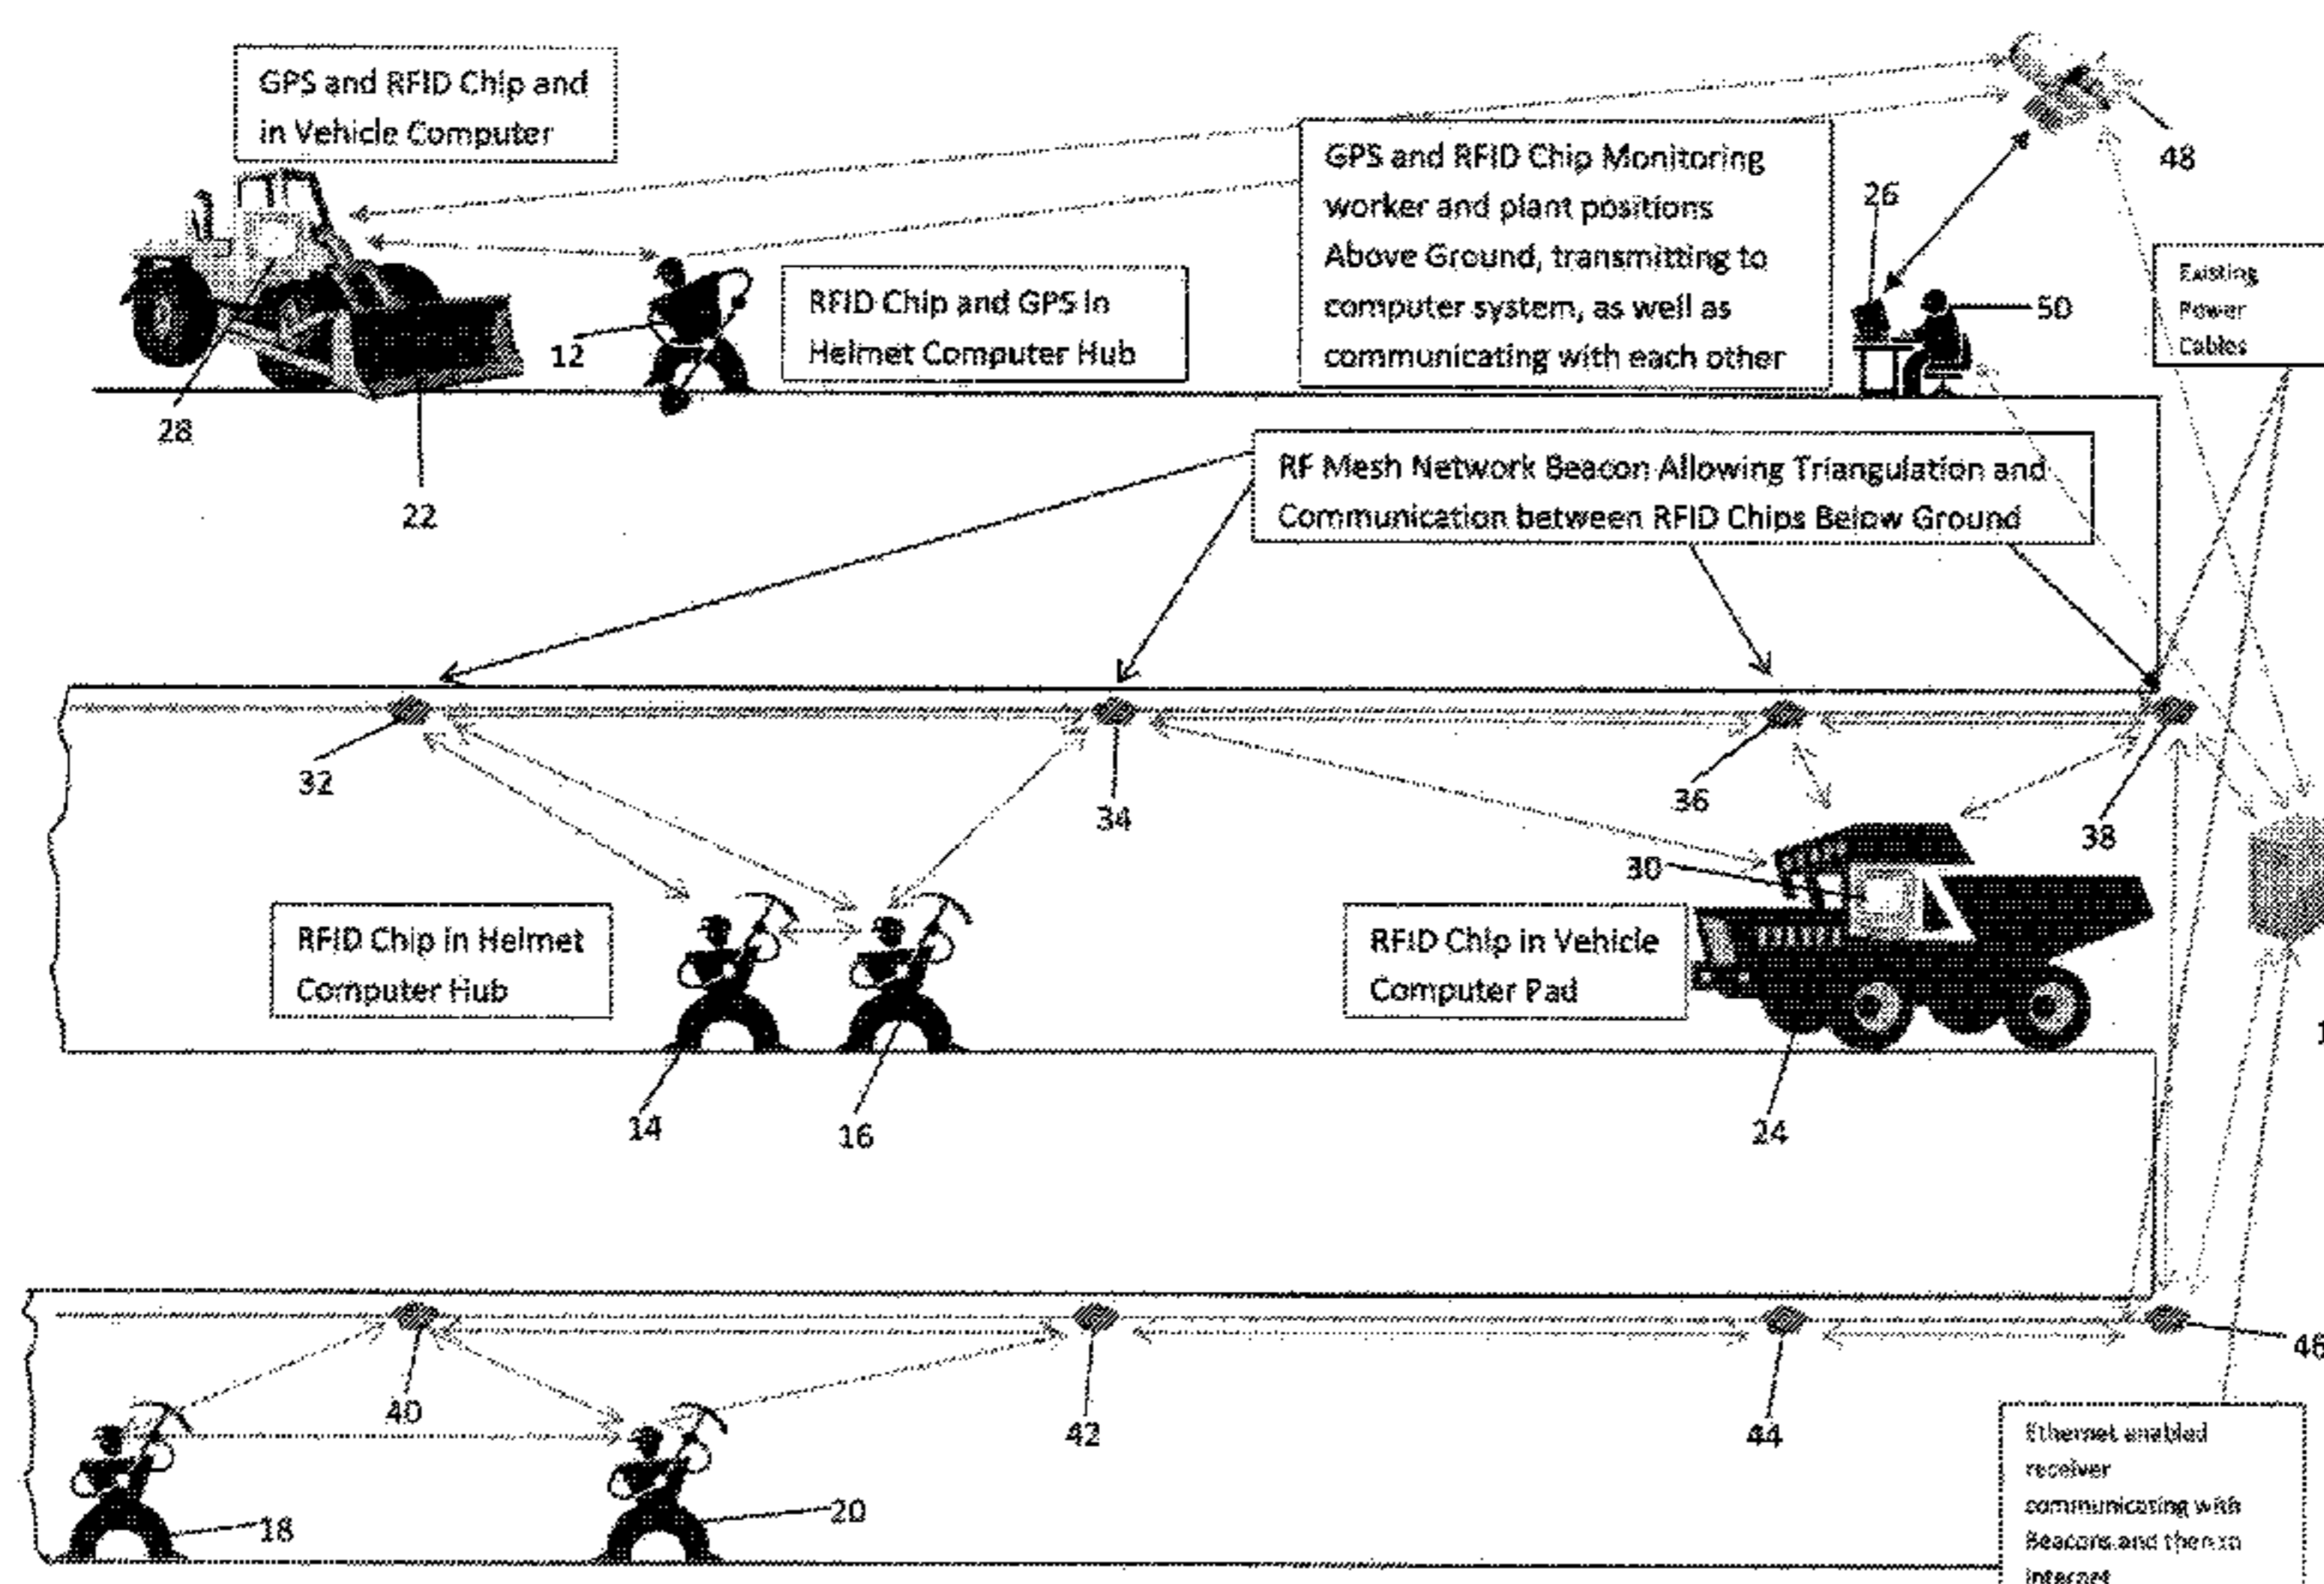 GPS and RFID Chip and
in Vehicle Computer
48
GPS and RFID Chip Monitoring
worker and plant positions
Above Ground, transmitting to
computer system, as well as
communicating with each other
26
Existing
Power
Cables
RFID Chip and GPS in
Helmet Computer Hub
50
12
28
22
RF Mesh Network Beacon Allowing Triangulation and
Communication between RFID Chips Below Ground
32
34
36
38
30
RFID Chip in Helmet
Computer Hub
RFID Chip in Vehicle
Computer Pad
14
16
24
46
40
42
44
Ethernet enabled
receiver
communicating with
Beacons and then to
internet
18
20